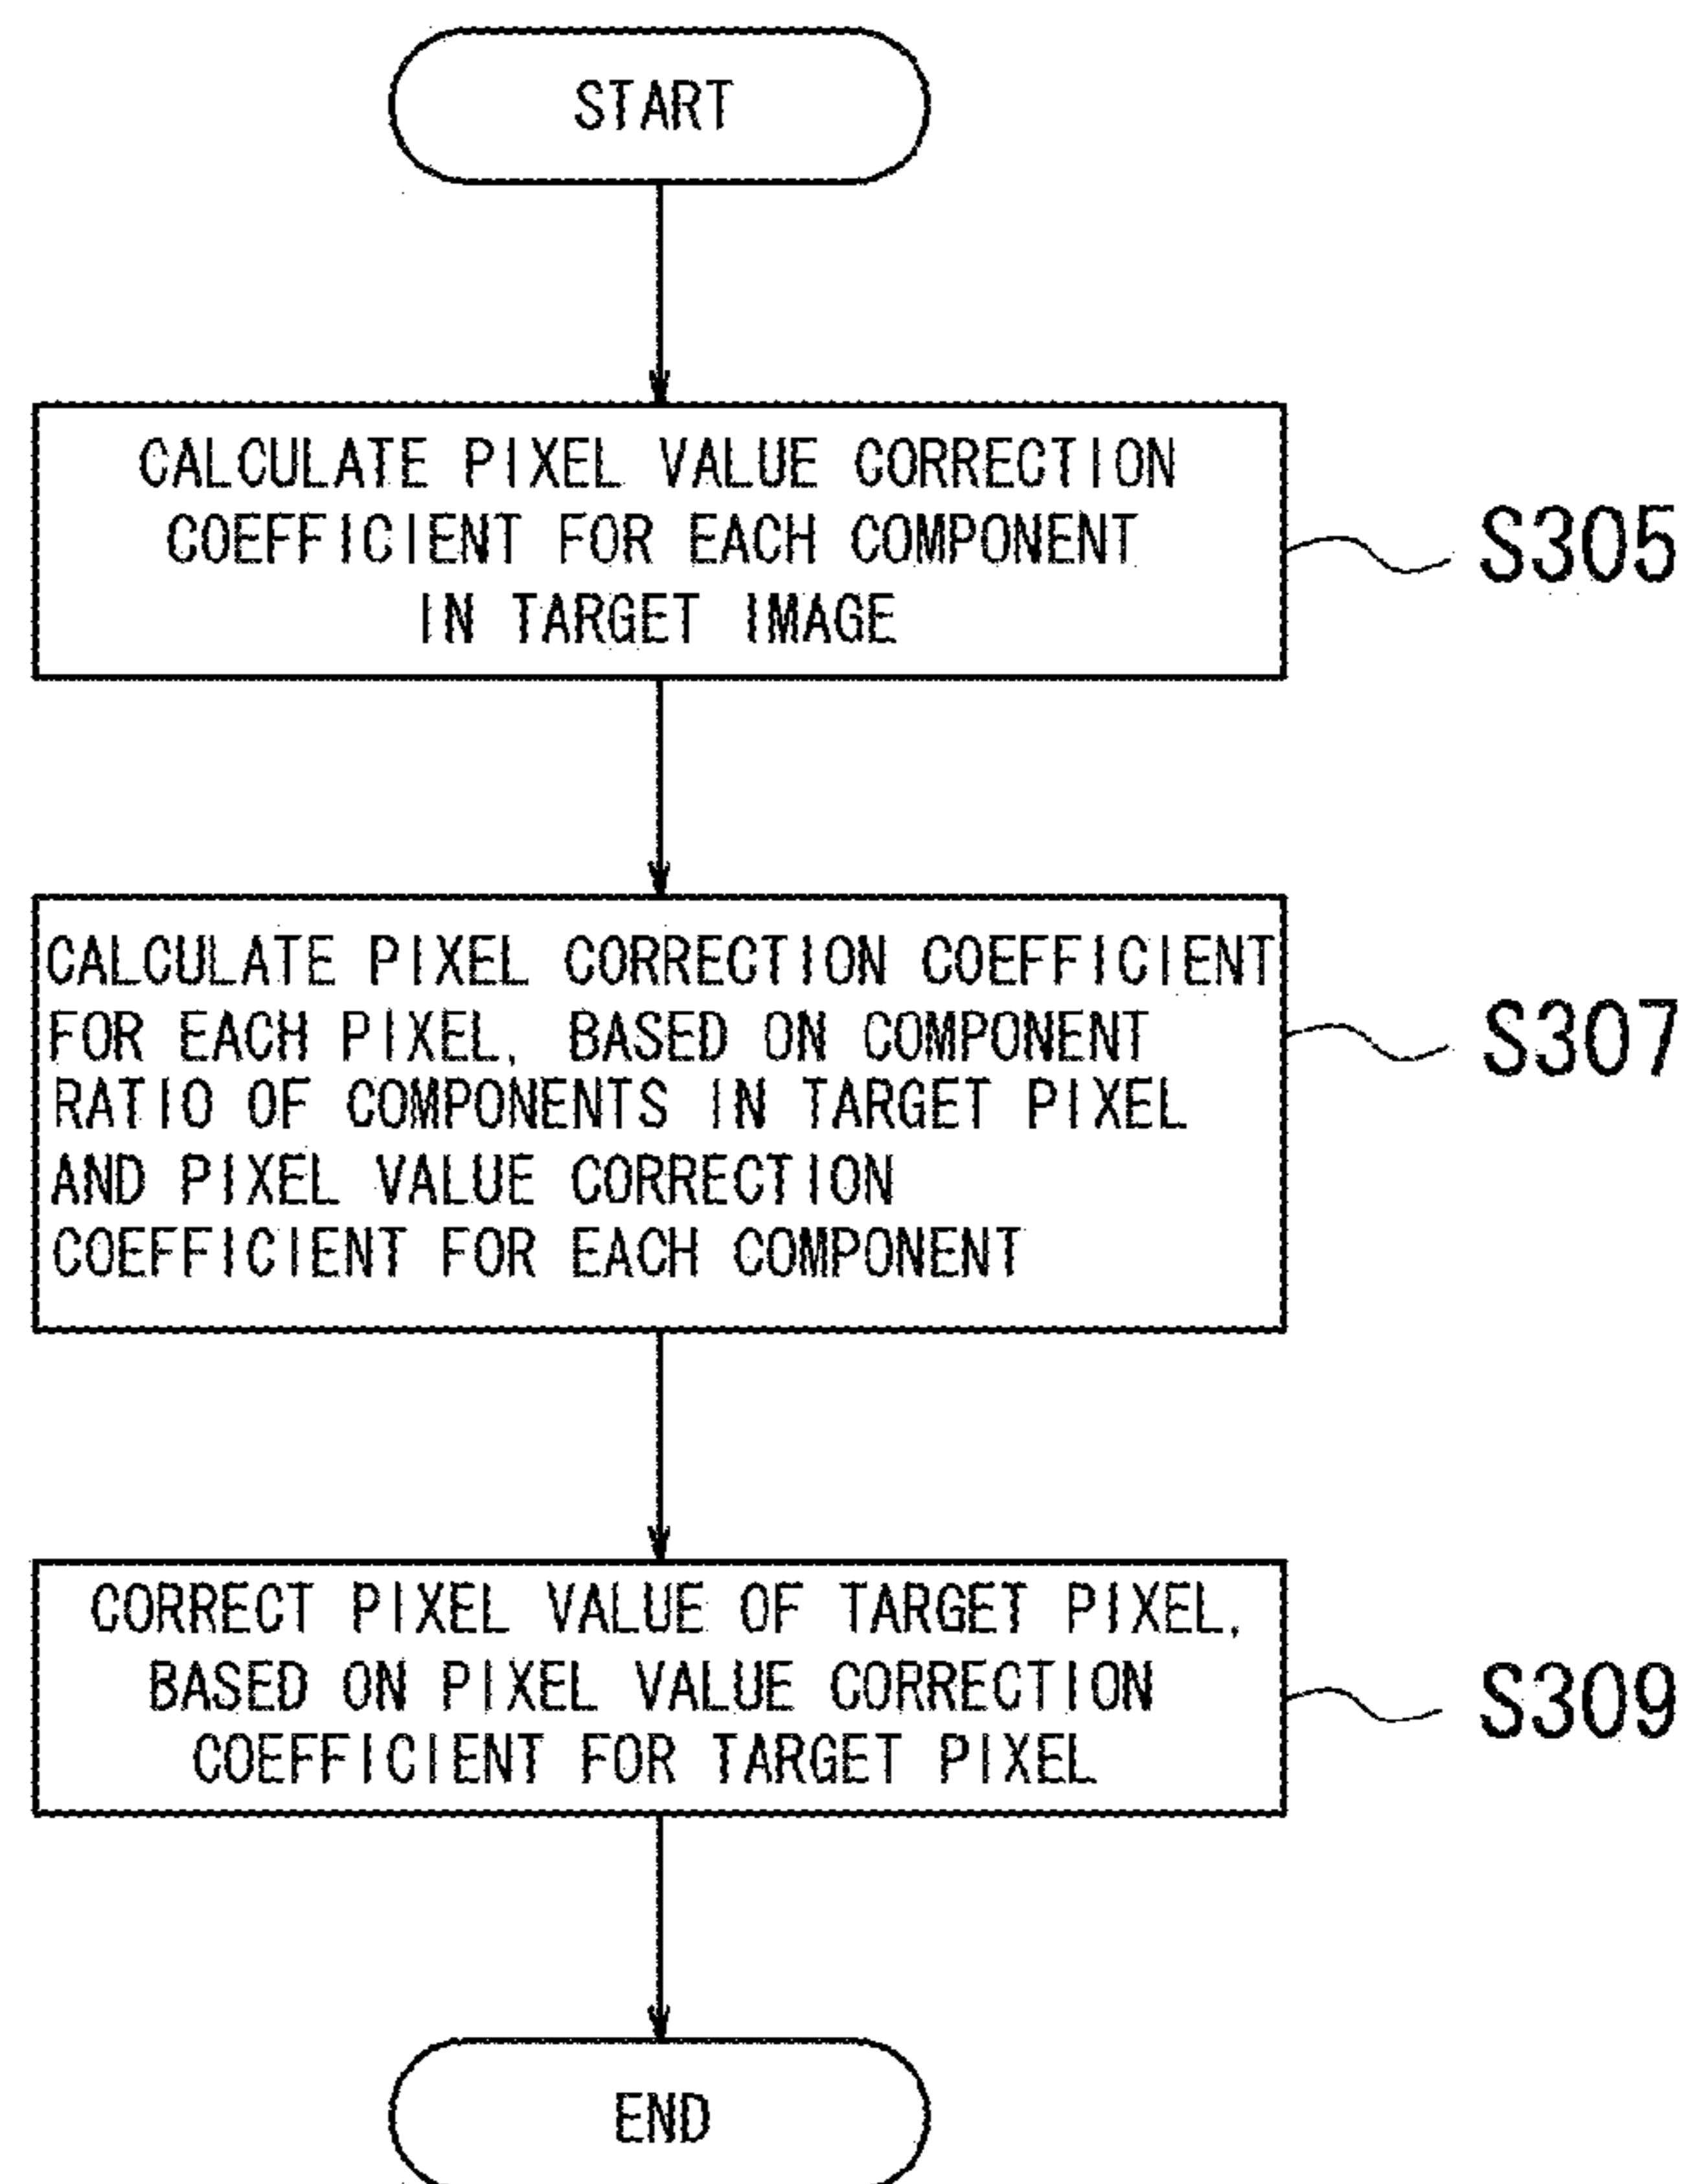 START
CALCULATE PIXEL VALUE CORRECTION
COEFFICIENT FOR EACH COMPONENT
IN TARGET IMAGE
S305
CALCULATE PIXEL CORRECTION COEFFICIENT
FOR EACH PIXEL, BASED ON COMPONENT
RATIO OF COMPONENTS IN TARGET PIXEL
AND PIXEL VALUE CORRECTION
COEFFICIENT FOR EACH COMPONENT
S307
CORRECT PIXEL VALUE OF TARGET PIXEL,
BASED ON PIXEL VALUE CORRECTION
COEFFICIENT FOR TARGET PIXEL
S309
END